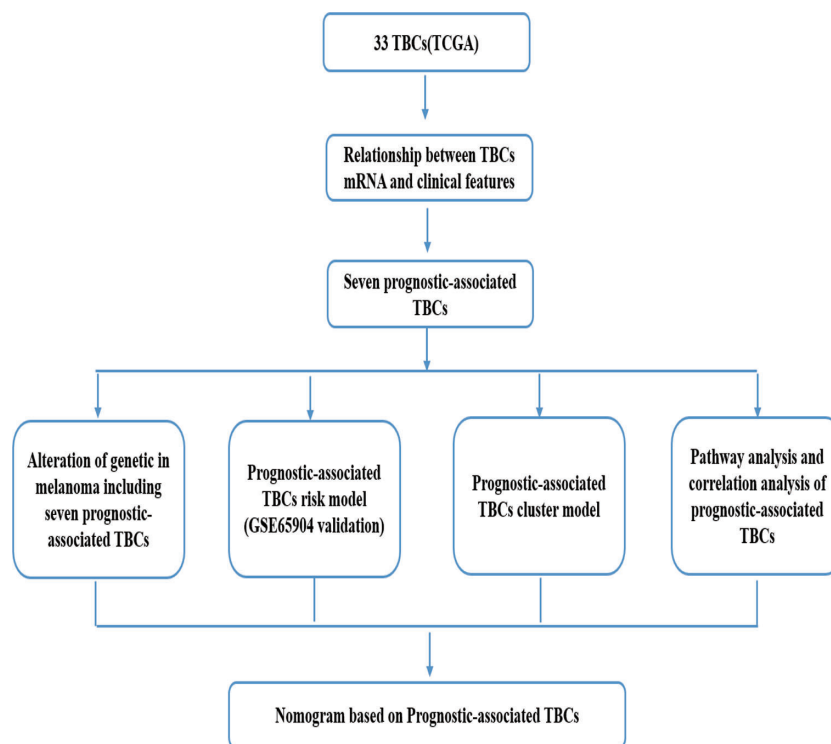 33 TBCs(TCGA)
Relationship between TBCs
mRNA and clinical features
Seven prognostic-associated
TBCs
Alteration of genetic in
melanoma including
seven prognostic-
associated TBCs
Prognostic-associated
TBCs risk model
(GSE65904 validation)
Prognostic-associated
TBCs cluster model
Pathway analysis and
correlation analysis of
prognostic-associated
TBCs
Nomogram based on Prognostic-associated TBCs